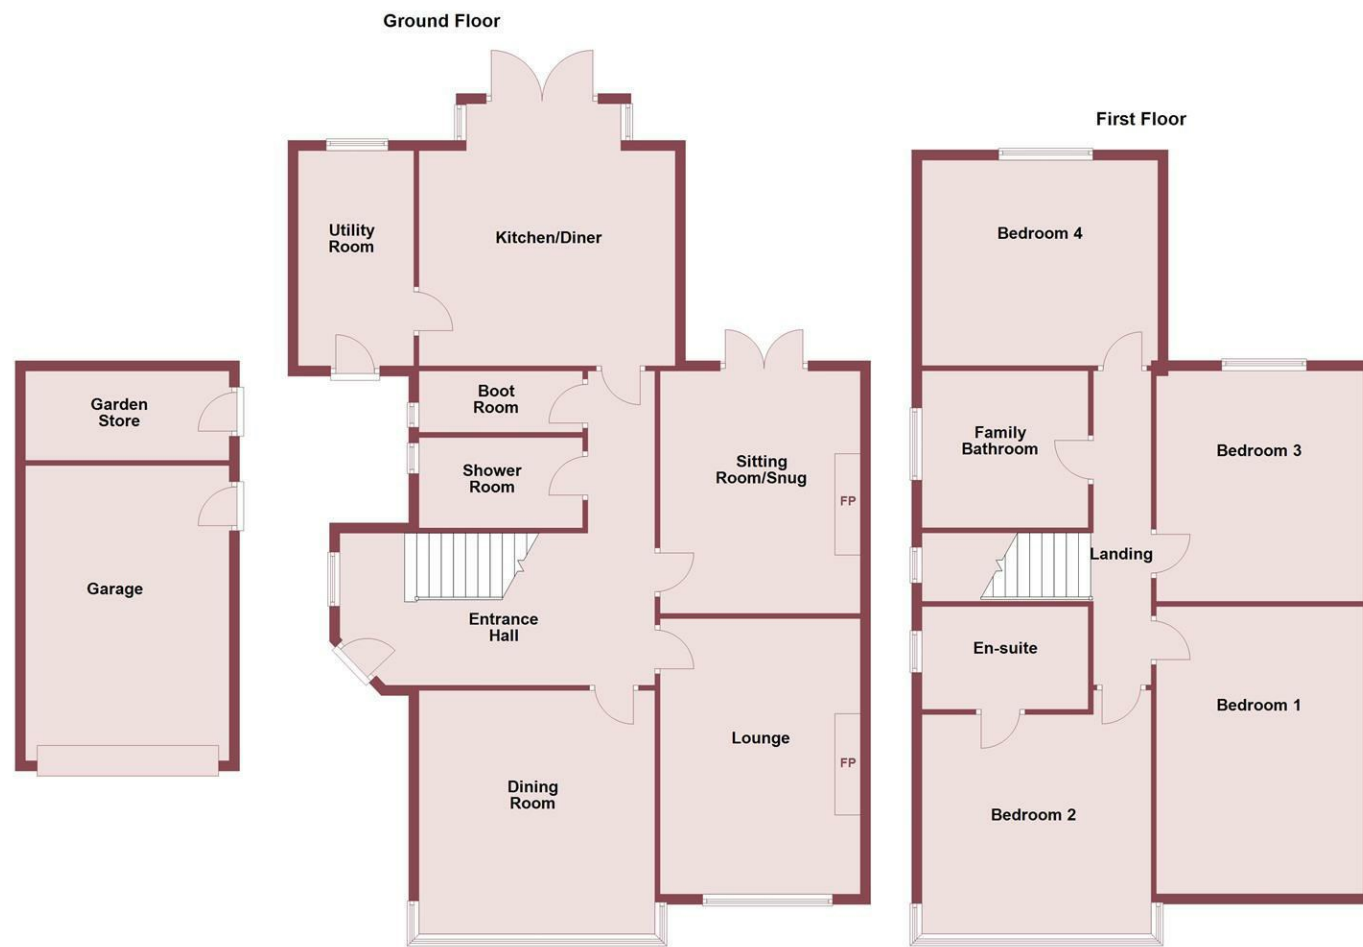 Ground Floor
Utility
Room
Kitchen/Diner
Garden
Store
Boot
Room
Shower
Room
Sitting
Room/Snug
FP
Garage
Entrance
Hall
Lounge
FP
Dining
Room
First Floor
Bedroom 4
Family
Bathroom
Bedroom 3
Landing
En-suite
Bedroom 1
Bedroom 2